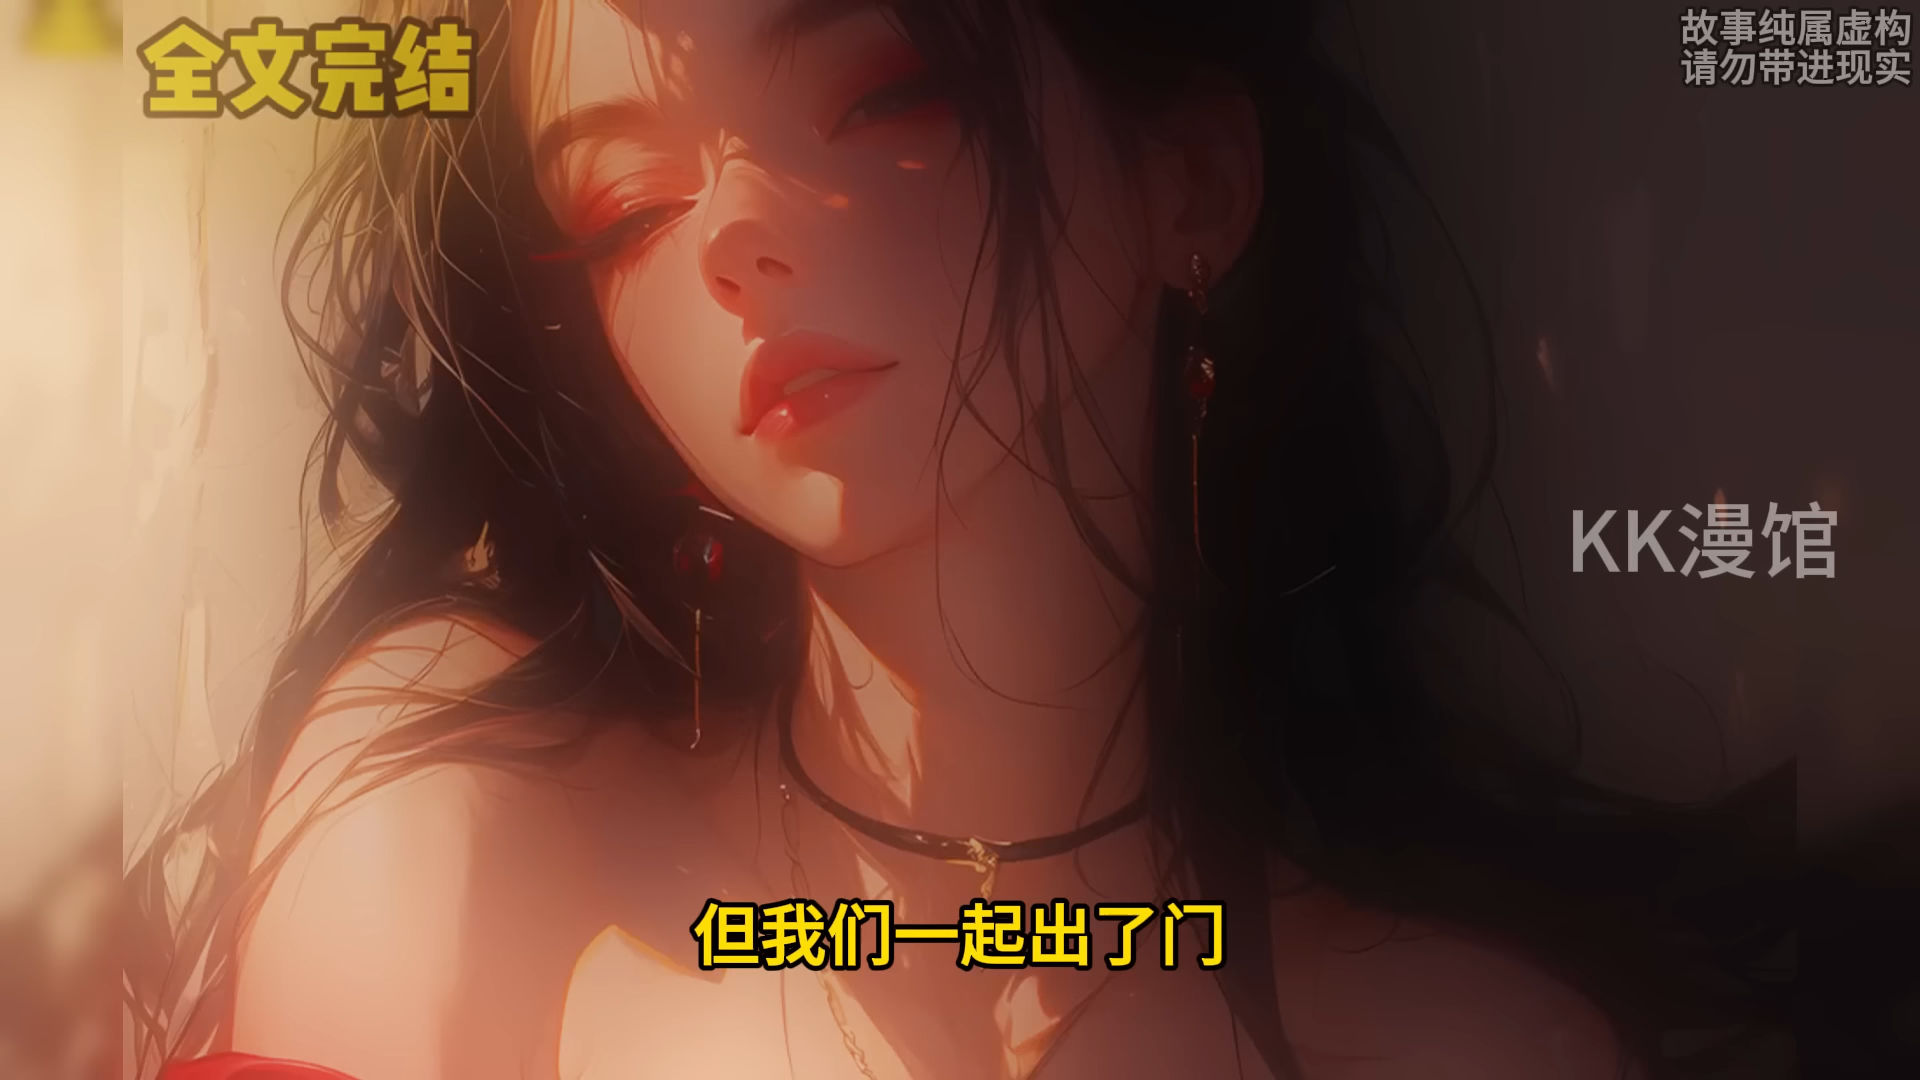 全文完结
故事纯属虚构
请勿带进现实
KK漫馆
但我们一起出了门